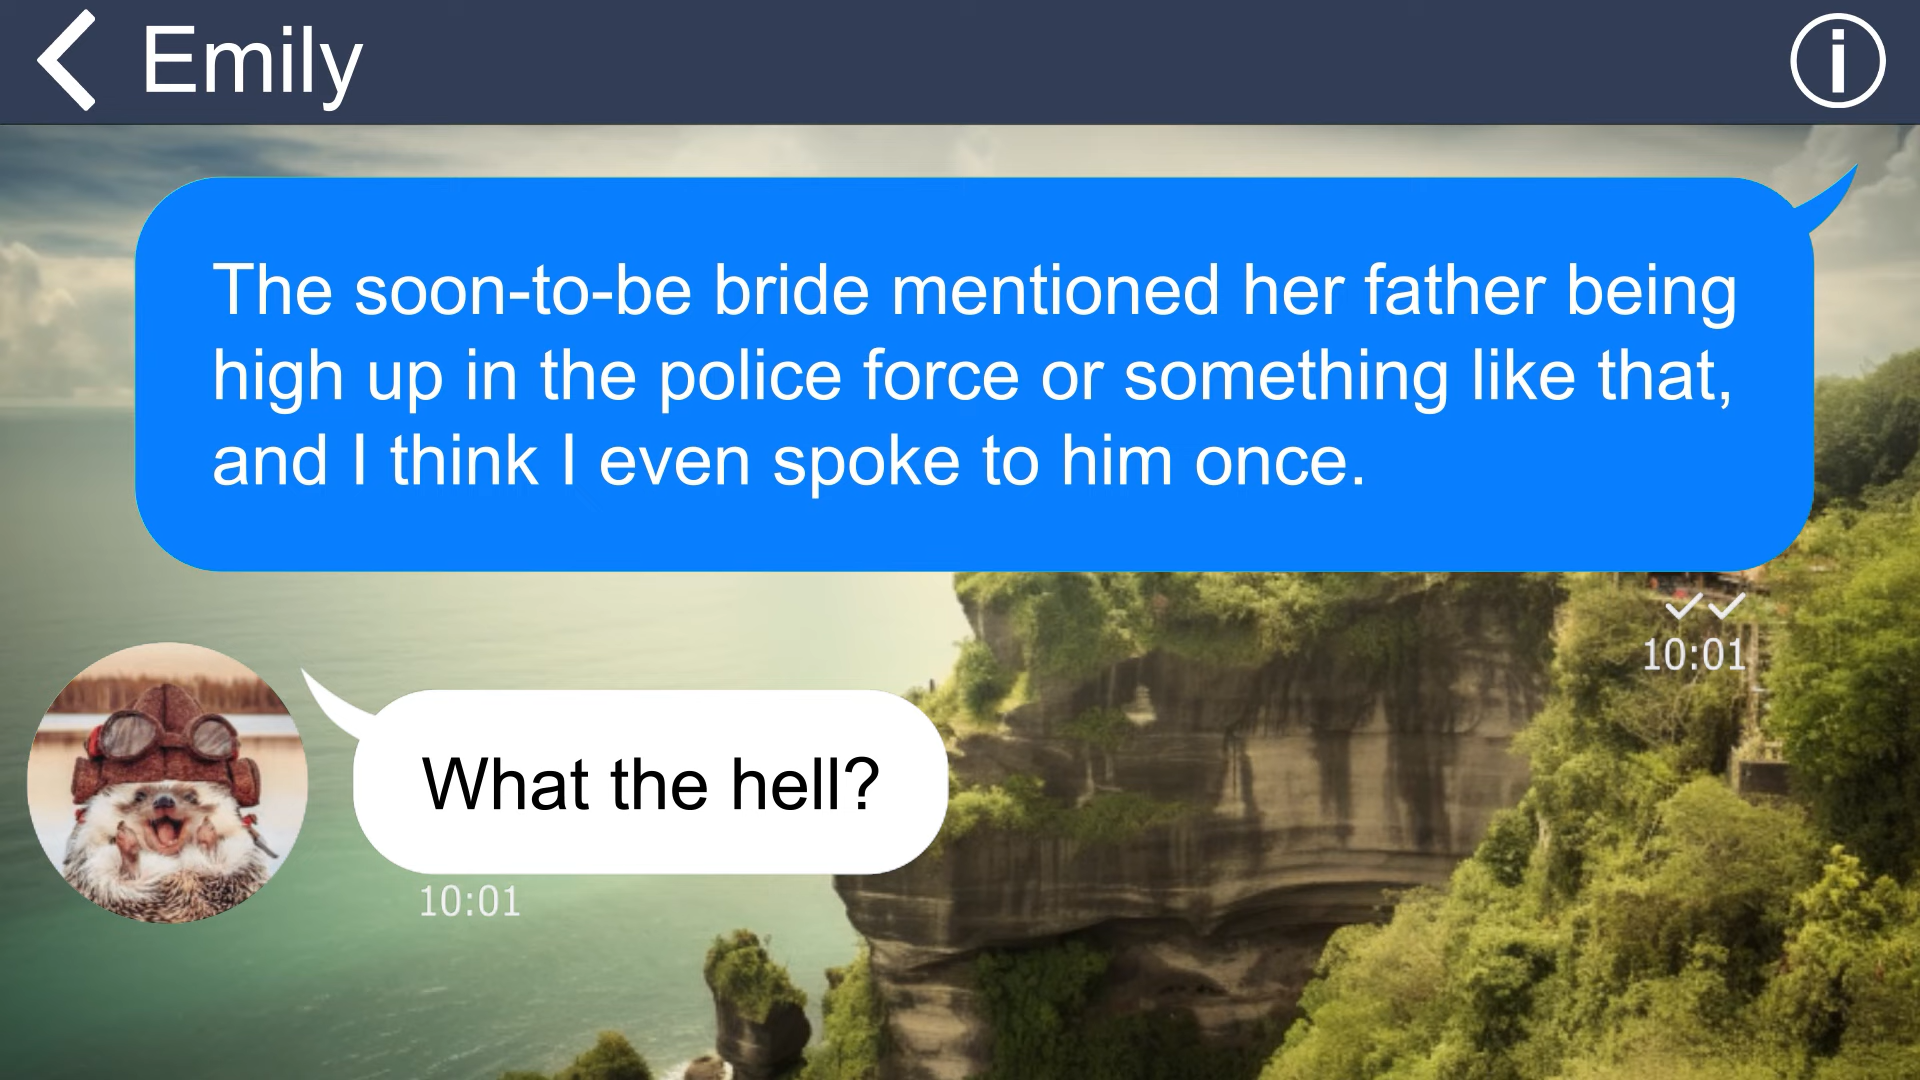 Emily
The soon-to-be bride mentioned her father being
high up in the police force or something like that,
and I think I even spoke to him once.
10:01
What the hell?
10:01